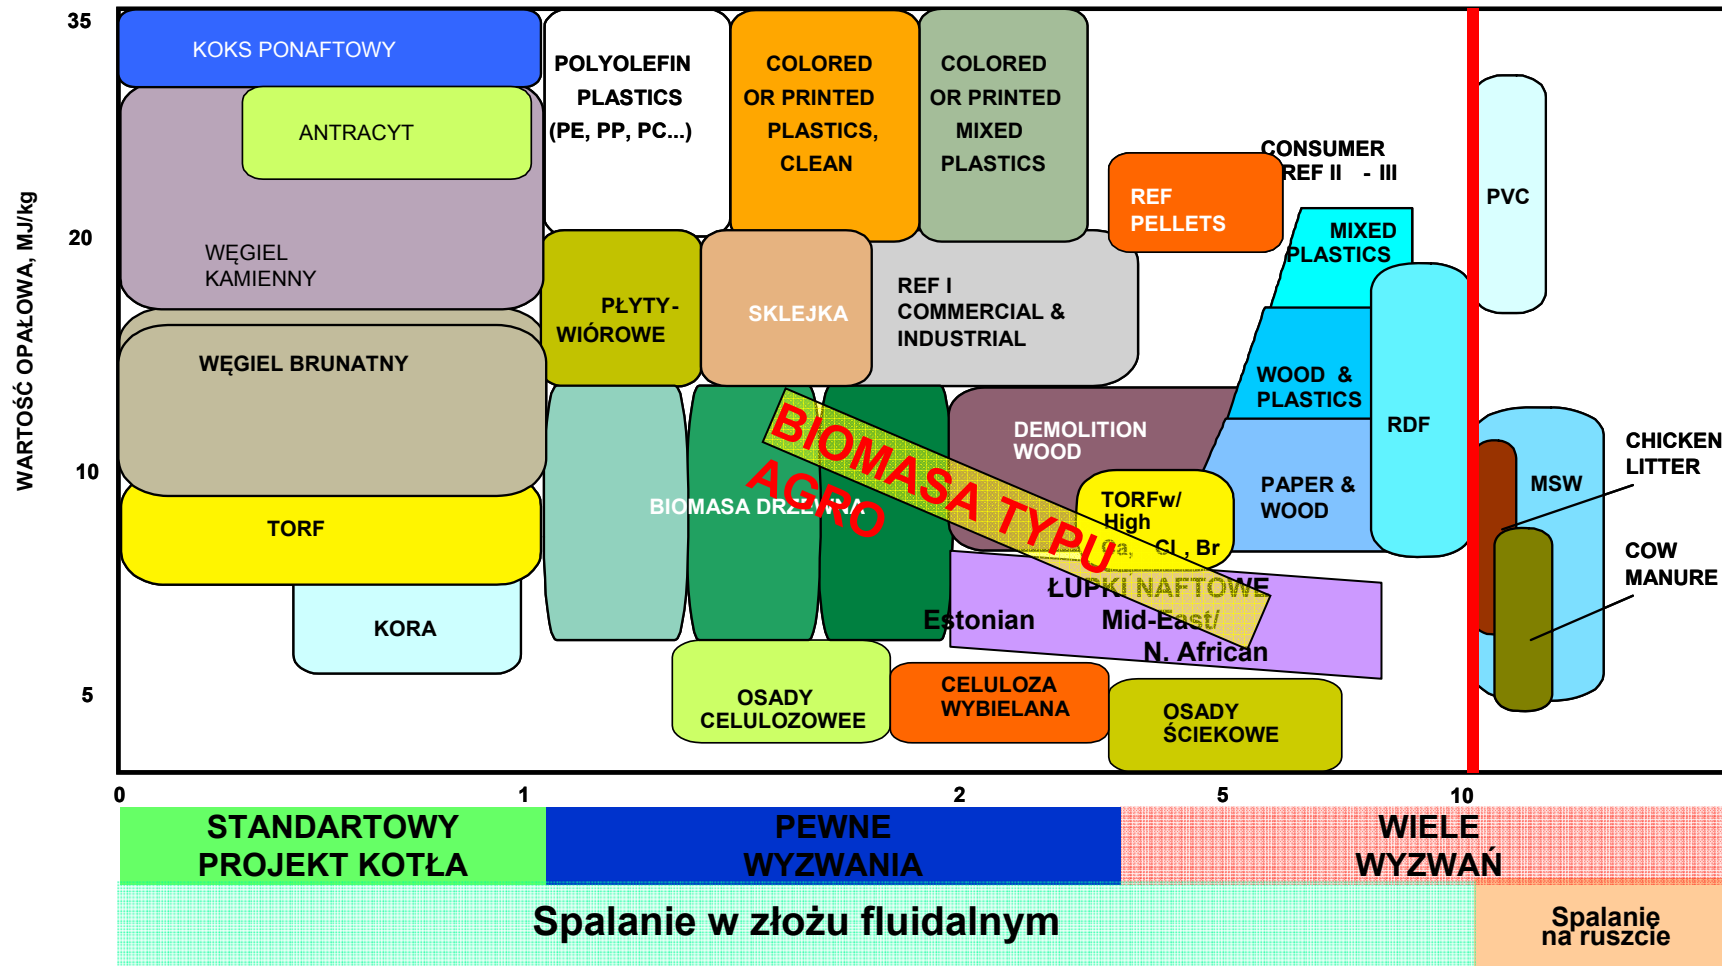 35
KOKS PONAFTOWY
ANTRACYT
POLYOLEFIN
PLASTICS
(PE, PP, PC...)
COLORED
OR PRINTED
PLASTICS,
CLEAN
COLORED
OR PRINTED
MIXED
PLASTICS
CONSUMER
REF II - III
REF
PELLETS
PVC
WARTOŚĆ OPAŁOWA, MJ/kg
20
WĘGIEL
KAMIENNY
MIXED
PLASTICS
PŁYTY-
WIÓROWE
SKLEJKA
REF I
COMMERCIAL &
INDUSTRIAL
WĘGIEL BRUNATNY
WOOD &
PLASTICS
RDF
DEMOLITION
WOOD
BIOMASA TYPU
AGRO
CHICKEN
LITTER
10
TORFw/
High
Ca, Cl , Br
PAPER &
WOOD
MSW
BIOMASA DRZEWNA
TORF
COW
MANURE
ŁUPKI NAFTOWE
Estonian
Mid-East/
N. African
KORA
5
OSADY
CELULOZOWEE
CELULOZA
WYBIELANA
OSADY
ŚCIEKOWE
0
1
2
5
10
STANDARTOWY
PROJEKT KOTŁA
PEWNE
WYZWANIA
WIELE
WYZWAŃ
Spalanie w złożu fluidalnym
Spalanie
na ruszcie